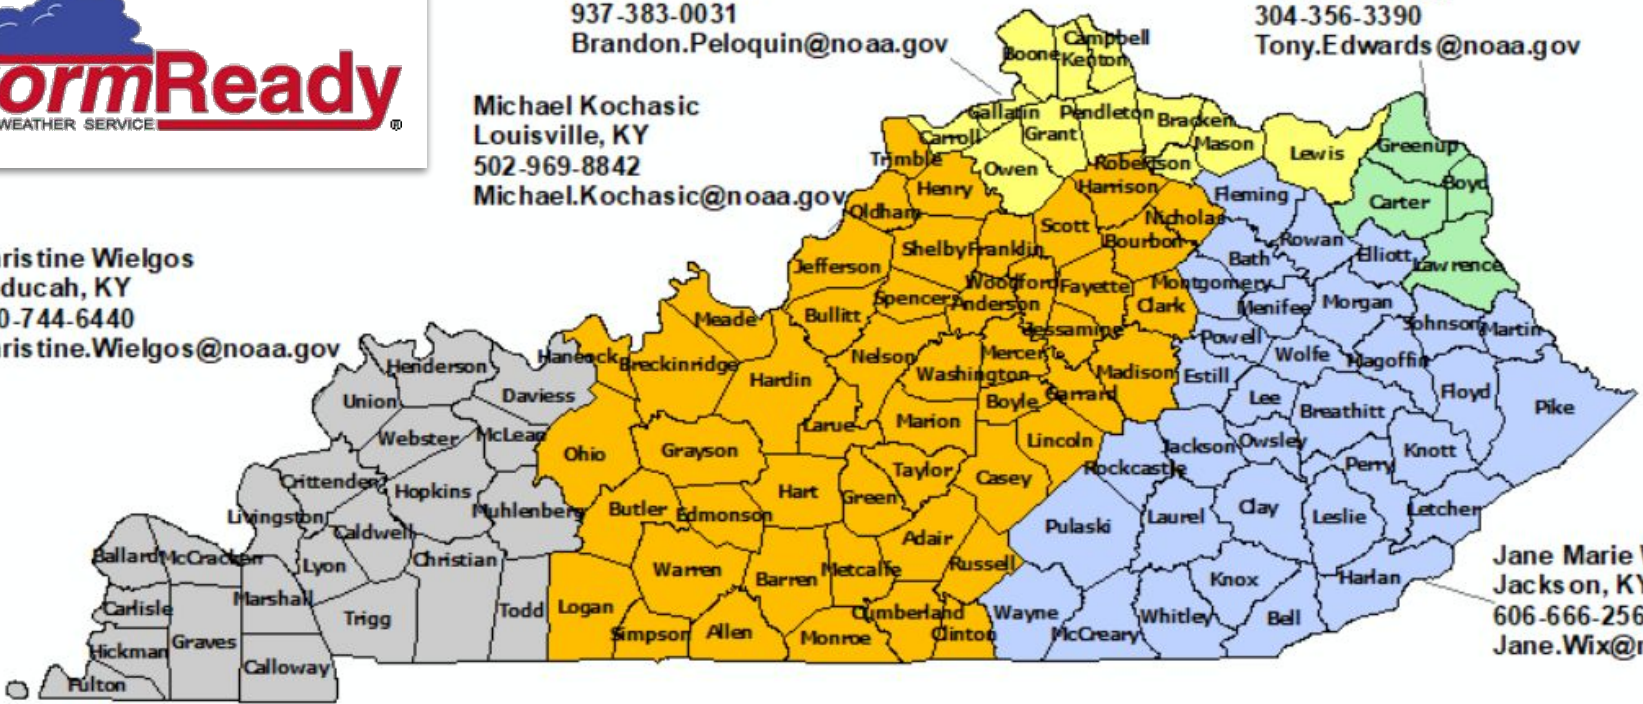 ormReady
WEATHER SERVICE
®
937-383-0031
Brandon.Peloquin@noaa.gov
304-356-3390
Tony.Edwards@noaa.gov
Michael Kochasic
Louisville, KY
502-969-8842
Michael.Kochasic@noaa.gov
ristine Wielgos
ducah, KY
0-744-6440
ristine.Wielgos@noaa.gov
Jane Marie
Jackson, KY
606-666-256
Jane.Wix@
Boone
Campbell
Kenton
Gallatin
Pendleton
Bracken
Carroll
Grant
Mason
Lewis
Greenup
Trimble
Owen
Robertson
Boyd
Henry
Harrison
Fleming
Carter
Oldham
Scott
Nicholas
Shelby
Franklin
Bourbon
Rowan
Jefferson
Bath
Elliott
Lawrence
Woodford
Fayette
Montgomery
Spencer
Anderson
Clark
Menifee
Morgan
Meade
Bullitt
Jessamine
Johnson
Martin
Powell
Hancock
Breckinridge
Nelson
Mercer
Wolfe
Magoffin
Henderson
Hardin
Washington
Madison
Estill
Union
Daviess
Boyle
Garrard
Lee
Breathitt
Floyd
Pike
Webster
McLean
Larue
Marion
Lincoln
Jackson
Owsley
Knott
Ohio
Grayson
Rockcastle
Perry
Crittenden
Hopkins
Hart
Green
Taylor
Casey
Livingston
Muhlenberg
Butler
Edmonson
Pulaski
Laurel
Clay
Leslie
Letcher
Ballard
McCracken
Caldwell
Christian
Lyon
Adair
Warren
Barren
Metcalfe
Russell
Knox
Harlan
Carlisle
Marshall
Trigg
Todd
Logan
Cumberland
Wayne
Whitley
Bell
Hickman
Graves
Simpson
Allen
Monroe
Clinton
McCreary
Calloway
Fulton